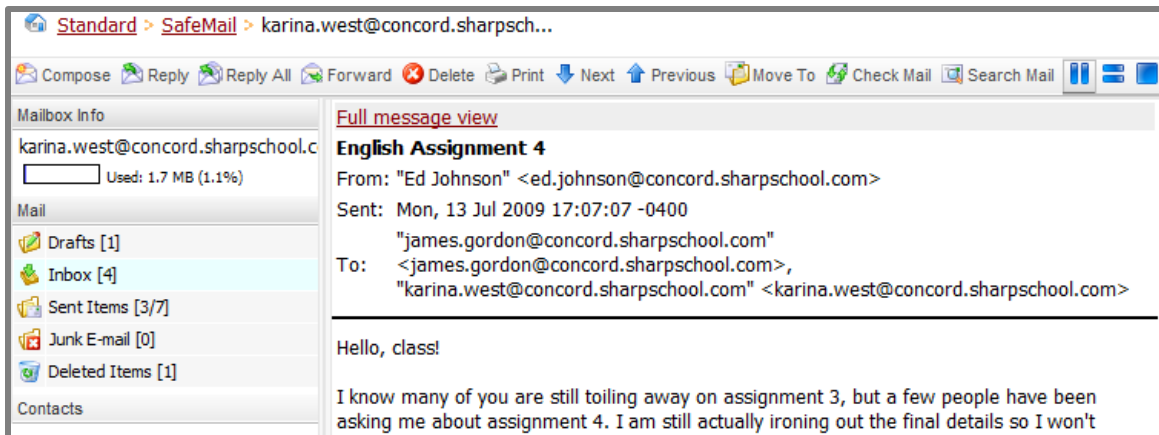 Standard > SafeMail > karina.west@concord.sharpsch...
Compose Reply Reply All Forward Delete Print Next Previous Move To Check Mail Search Mail
Mailbox Info
karina.west@concord.sharpschool.c
Used: 1.7 MB (1.1%)
Mail
Drafts [1]
Inbox [4]
Sent Items [3/7]
Junk E-mail [0]
Deleted Items [1]
Contacts
Full message view
English Assignment 4
From: "Ed Johnson" <ed.johnson@concord.sharpschool.com>
Sent: Mon, 13 Jul 2009 17:07:07 -0400
"james.gordon@concord.sharpschool.com"
To: <james.gordon@concord.sharpschool.com>,
"karina.west@concord.sharpschool.com" <karina.west@concord.sharpschool.com>
Hello, class!
I know many of you are still toiling away on assignment 3, but a few people have been
asking me about assignment 4. I am still actually ironing out the final details so I won't